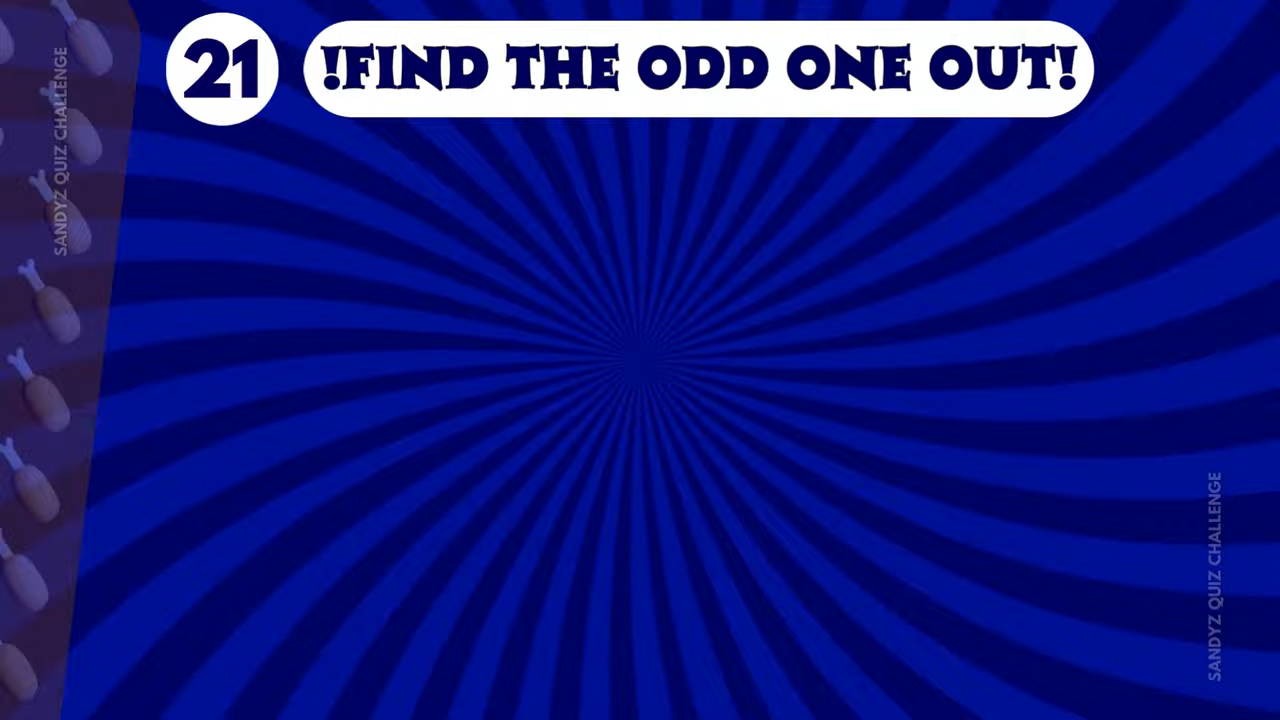 21
!FIND THE ODD ONE OUT!
SANDYZ QUIZ CHALLENGE
SANDYZ QUIZ CHALLENGE